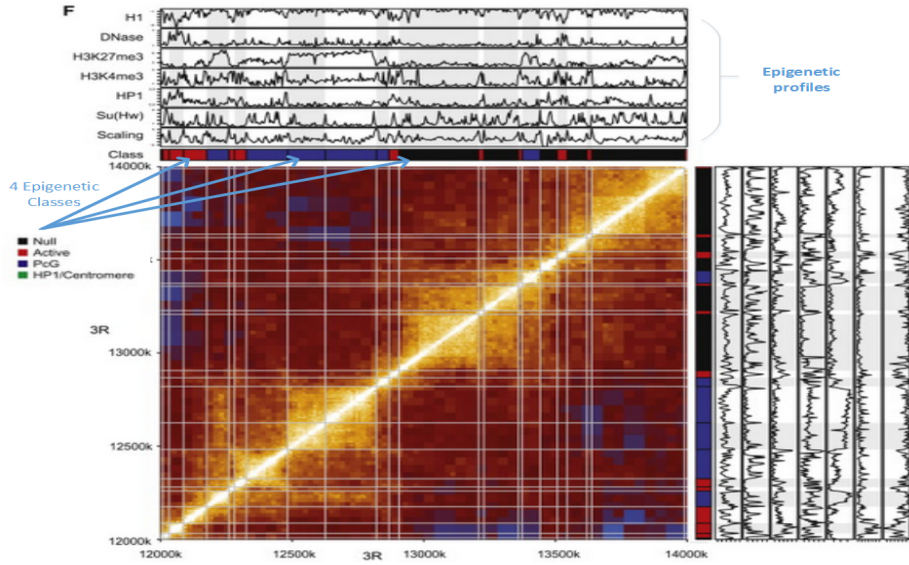 F
H1
DNase
H3K27me3
H3K4me3
HP1
Su(Hw)
Scaling
Class
Epigenetic
profiles
4 Epigenetic
Classes
Null
Active
PcG
HP1/Centromere
14000k
3R
13000k
12500k
12000k
12000k
12500k
3R
13000k
13500k
14000k